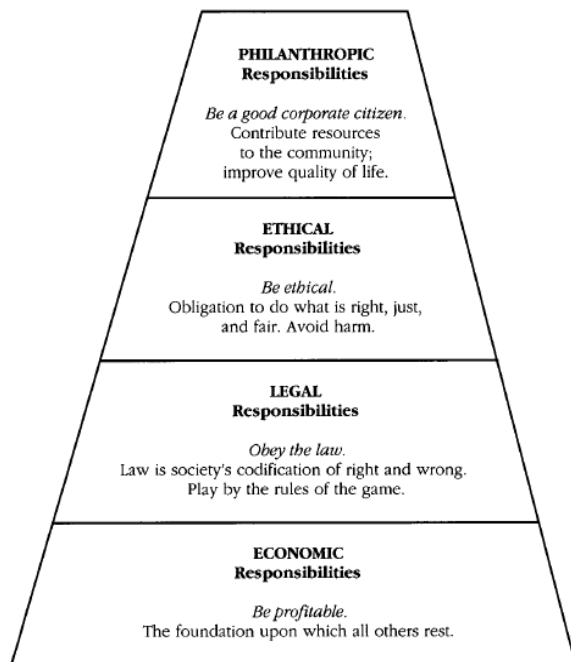 PHILANTHROPIC
Responsibilities
Be a good corporate citizen.
Contribute resources
to the community;
improve quality of life.
ETHICAL
Responsibilities
Be ethical.
Obligation to do what is right, just,
and fair. Avoid harm.
LEGAL
Responsibilities
Obey the law.
Law is society's codification of right and wrong.
Play by the rules of the game.
ECONOMIC
Responsibilities
Be profitable.
The foundation upon which all others rest.